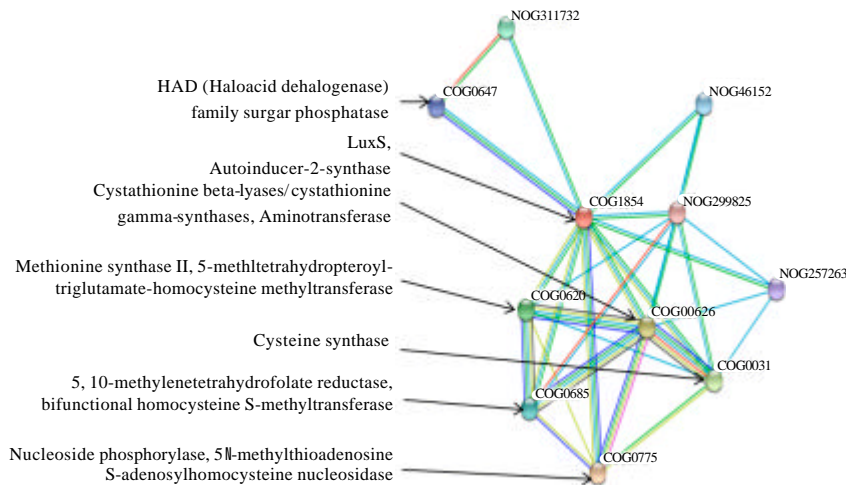 NOG311732
HAD (Haloacid dehalogenase)
family surgar phosphatase
COG0647
NOG46152
LuxS,
Autoinducer-2-synthase
COG1854
NOG299825
Cystathionine beta-lyases/cystathionine
gamma-synthases, Aminotransferase
NOG257263
Methionine synthase II, 5-methltetrahydropteroyl-
triglutamate-homocysteine methyltransferase
COG0620
COG00626
Cysteine synthase
COG0031
5, 10-methylenetetrahydrofolate reductase,
bifunctional homocysteine S-methyltransferase
COG0685
Nucleoside phosphorylase, 5N-methylthioadenosine
S-adenosylhomocysteine nucleosidase
COG0775